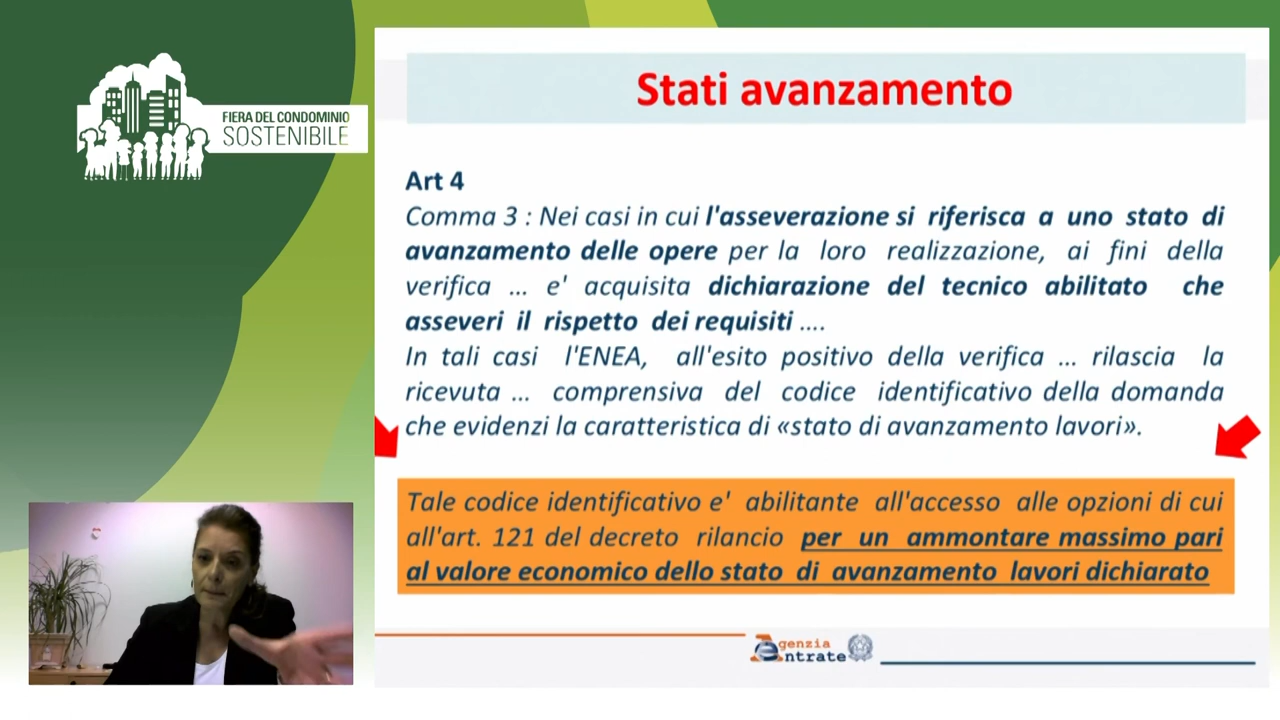 FIERA DEL CONDOMINIO
SOSTENIBILE
Stati avanzamento
Art 4
Comma 3 : Nei casi in cui l'asseverazione si riferisca a uno stato di
avanzamento delle opere per la loro realizzazione, ai fini della
verifica ... e' acquisita dichiarazione del tecnico abilitato che
asseveri il rispetto dei requisiti ....
In tali casi l'ENEA, all'esito positivo della verifica ... rilascia la
ricevuta ... comprensiva del codice identificativo della domanda
che evidenzi la caratteristica di «stato di avanzamento lavori».
Tale codice identificativo e' abilitante all'accesso alle opzioni di cui
all'art. 121 del decreto rilancio per un ammontare massimo pari
al valore economico dello stato di avanzamento lavori dichiarato
genzia
ntrate